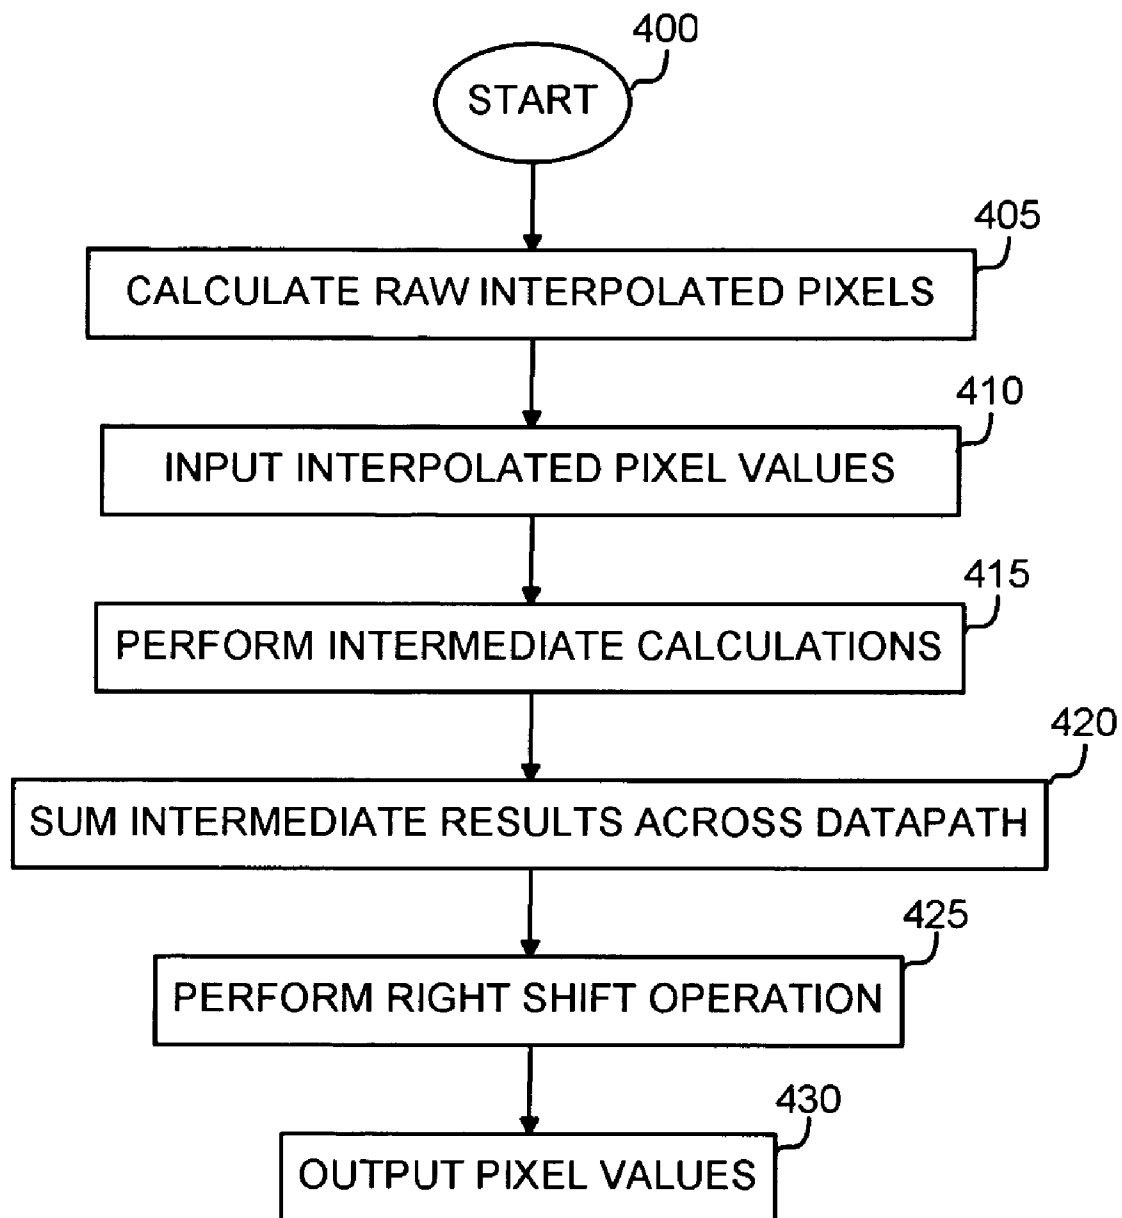 400
START
405
CALCULATE RAW INTERPOLATED PIXELS
410
INPUT INTERPOLATED PIXEL VALUES
415
PERFORM INTERMEDIATE CALCULATIONS
420
SUM INTERMEDIATE RESULTS ACROSS DATAPATH
425
PERFORM RIGHT SHIFT OPERATION
430
OUTPUT PIXEL VALUES